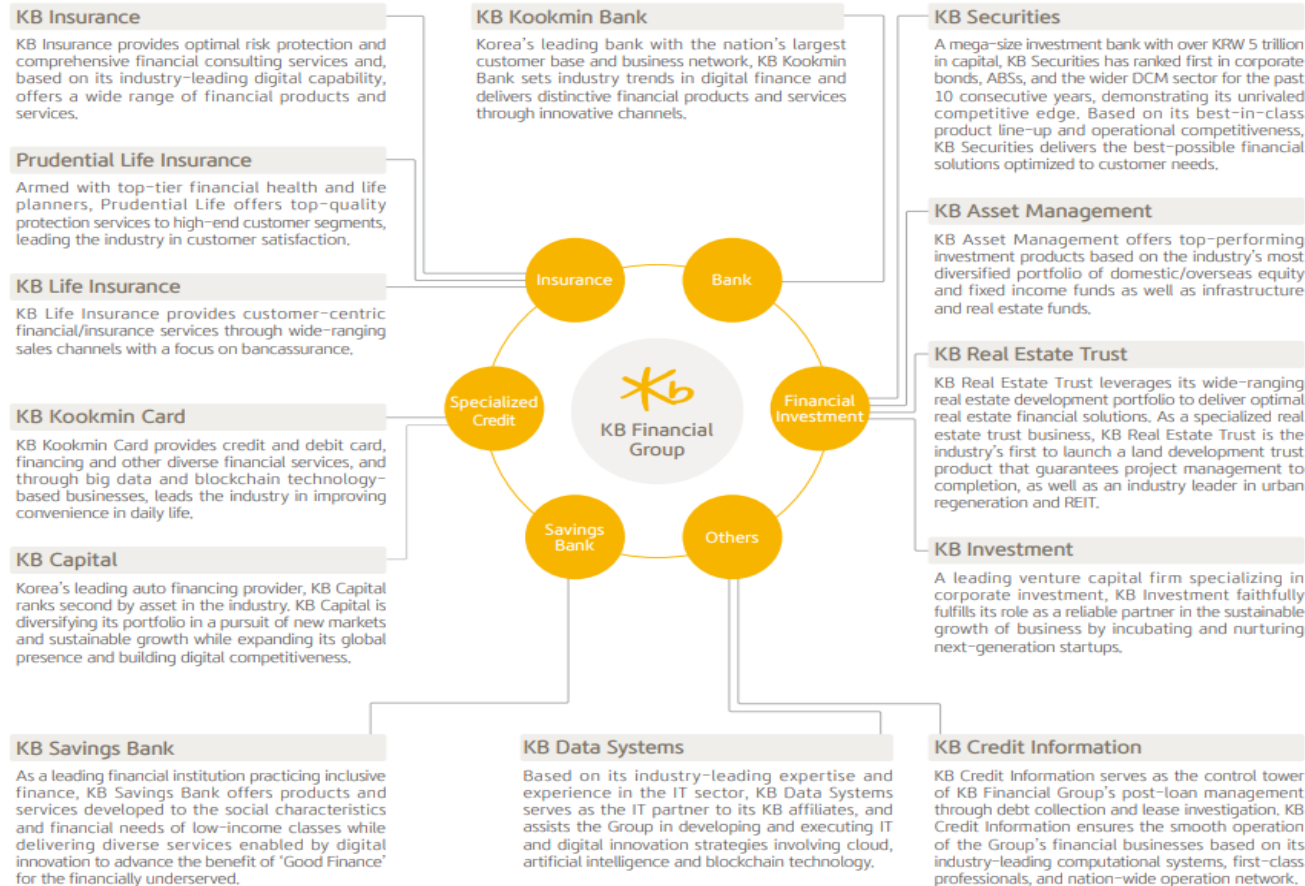 KB Insurance
KB Insurance provides optimal risk protection and
comprehensive financial consulting services and,
based on its industry-leading digital capability,
offers a wide range of financial products and
services.
Prudential Life Insurance
Armed with top-tier financial health and life
planners, Prudential Life offers top-quality
protection services to high-end customer segments,
leading the industry in customer satisfaction.
KB Life Insurance
KB Life Insurance provides customer-centric
financial/insurance services through wide-ranging
sales channels with a focus on bancassurance.
KB Kookmin Card
KB Kookmin Card provides credit and debit card,
financing and other diverse financial services, and
through big data and blockchain technology-
based businesses, leads the industry in improving
convenience in daily life.
KB Capital
Korea's leading auto financing provider, KB Capital
ranks second by asset in the industry. KB Capital is
diversifying its portfolio in a pursuit of new markets
and sustainable growth while expanding its global
presence and building digital competitiveness.
KB Kookmin Bank
Korea's leading bank with the nation's largest
customer base and business network, KB Kookmin
Bank sets industry trends in digital finance and
delivers distinctive financial products and services
through innovative channels.
Insurance
Bank
Specialized
Credit
Kb
KB Financial
Group
Financial
Investment
Savings
Bank
Others
KB Securities
A mega-size investment bank with over KRW 5 trillion
in capital, KB Securities has ranked first in corporate
bonds, ABSs, and the wider DCM sector for the past
10 consecutive years, demonstrating its unrivaled
competitive edge. Based on its best-in-class
product line-up and operational competitiveness,
KB Securities delivers the best-possible financial
solutions optimized to customer needs.
KB Asset Management
KB Asset Management offers top-performing
investment products based on the industry's most
diversified portfolio of domestic/overseas equity
and fixed income funds as well as infrastructure
and real estate funds.
KB Real Estate Trust
KB Real Estate Trust leverages its wide-ranging
real estate development portfolio to deliver optimal
real estate financial solutions. As a specialized real
estate trust business, KB Real Estate Trust is the
industry's first to launch a land development trust
product that guarantees project management to
completion, as well as an industry leader in urban
regeneration and REIT.
KB Investment
A leading venture capital firm specializing in
corporate investment, KB Investment faithfully
fulfills its role as a reliable partner in the sustainable
growth of business by incubating and nurturing
next-generation startups.
KB Savings Bank
As a leading financial institution practicing inclusive
finance, KB Savings Bank offers products and
services developed to the social characteristics
and financial needs of low-income classes while
delivering diverse services enabled by digital
innovation to advance the benefit of 'Good Finance'
for the financially underserved.
KB Data Systems
Based on its industry-leading expertise and
experience in the IT sector, KB Data Systems
serves as the IT partner to its KB affiliates, and
assists the Group in developing and executing IT
and digital innovation strategies involving cloud,
artificial intelligence and blockchain technology.
KB Credit Information
KB Credit Information serves as the control tower
of KB Financial Group's post-loan management
through debt collection and lease investigation. KB
Credit Information ensures the smooth operation
of the Group's financial businesses based on its
industry-leading computational systems, first-class
professionals, and nation-wide operation network.